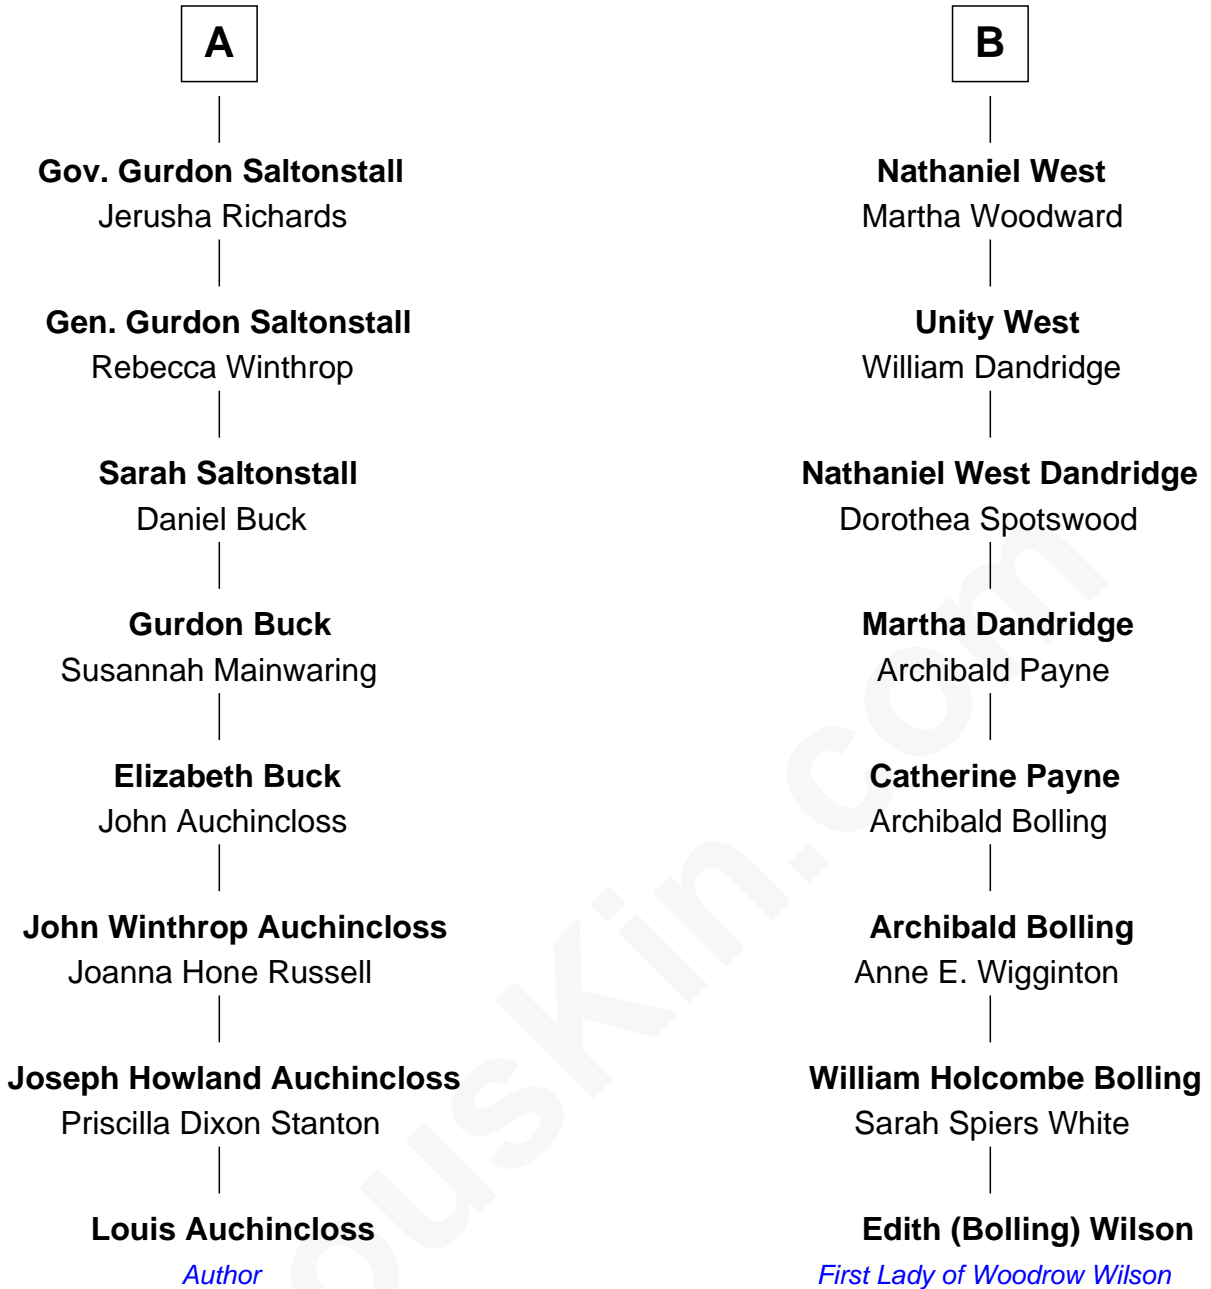 A
Gov. Gurdon Saltonstall
Jerusha Richards
Gen. Gurdon Saltonstall
Rebecca Winthrop
Sarah Saltonstall
Daniel Buck
Gurdon Buck
Susannah Mainwaring
Elizabeth Buck
John Auchincloss
John Winthrop Auchincloss
Joanna Hone Russell
Joseph Howland Auchincloss
Priscilla Dixon Stanton
Louis Auchincloss
Author
B
Nathaniel West
Martha Woodward
Unity West
William Dandridge
Nathaniel West Dandridge
Dorothea Spotswood
Martha Dandridge
Archibald Payne
Catherine Payne
Archibald Bolling
Archibald Bolling
Anne E. Wigginton
William Holcombe Bolling
Sarah Spiers White
Edith (Bolling) Wilson
First Lady of Woodrow Wilson
ousKin.com